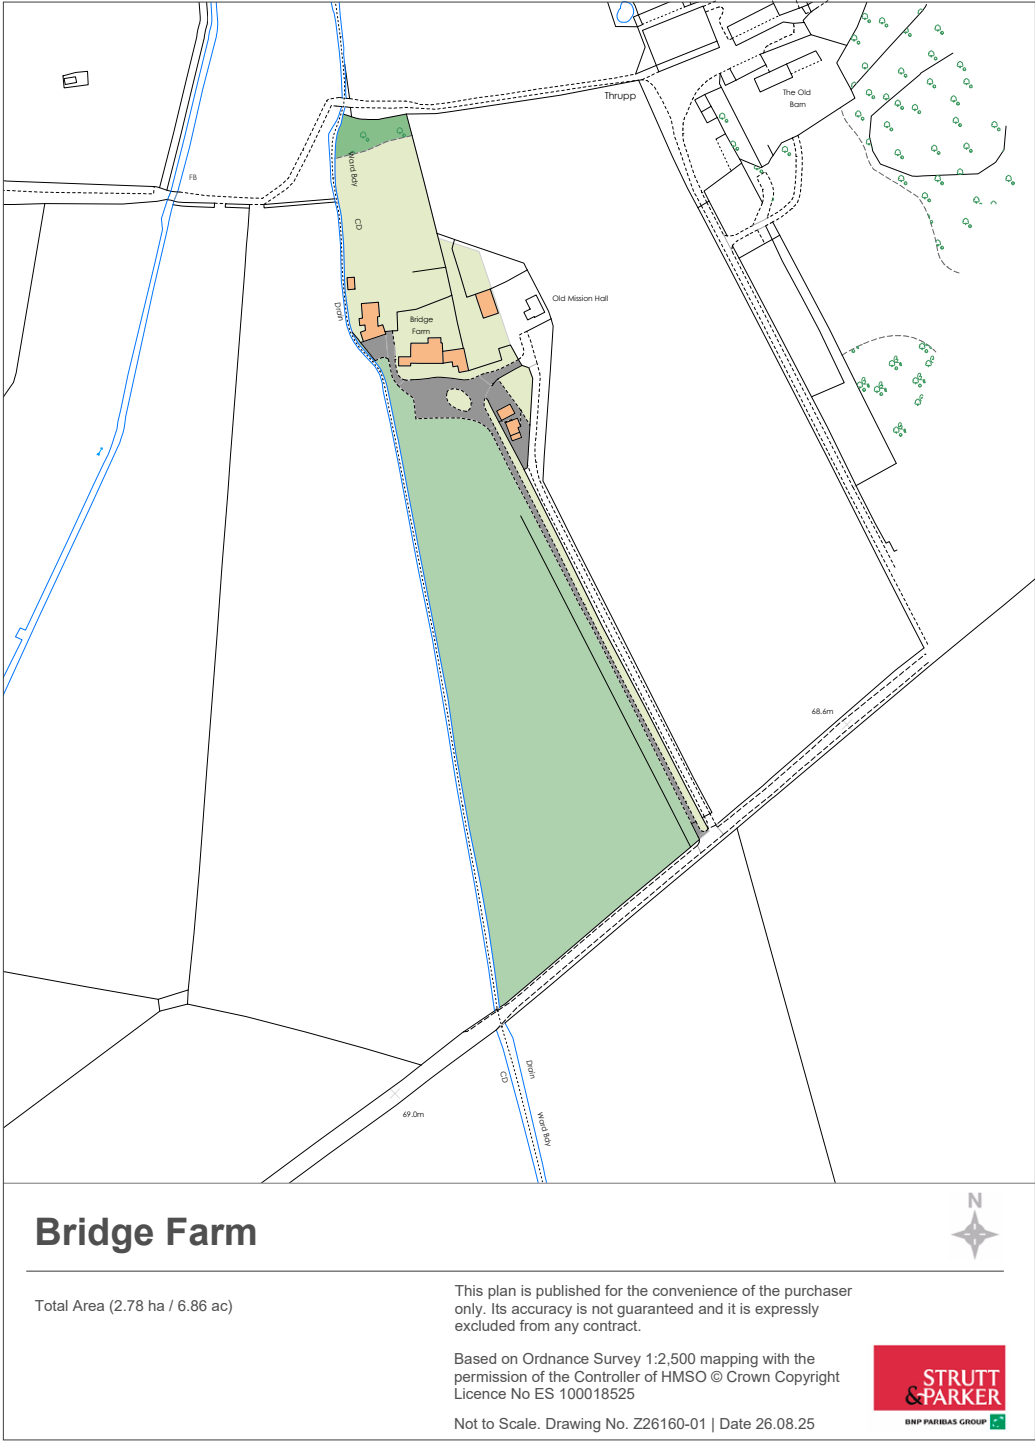 Thrupp
The Old
Barn
FB
Ward Bdy
CD
Drain
Old Mission Hall
Bridge
Farm
68.6m
Drain
CD
Ward Bdy
69.0m
Bridge Farm
N
Total Area (2.78 ha / 6.86 ac)
This plan is published for the convenience of the purchaser
only. Its accuracy is not guaranteed and it is expressly
excluded from any contract.
Based on Ordnance Survey 1:2,500 mapping with the
permission of the Controller of HMSO © Crown Copyright
Licence No ES 100018525
Not to Scale. Drawing No. Z26160-01 | Date 26.08.25
STRUTT
&PARKER
BNP PARIBAS GROUP